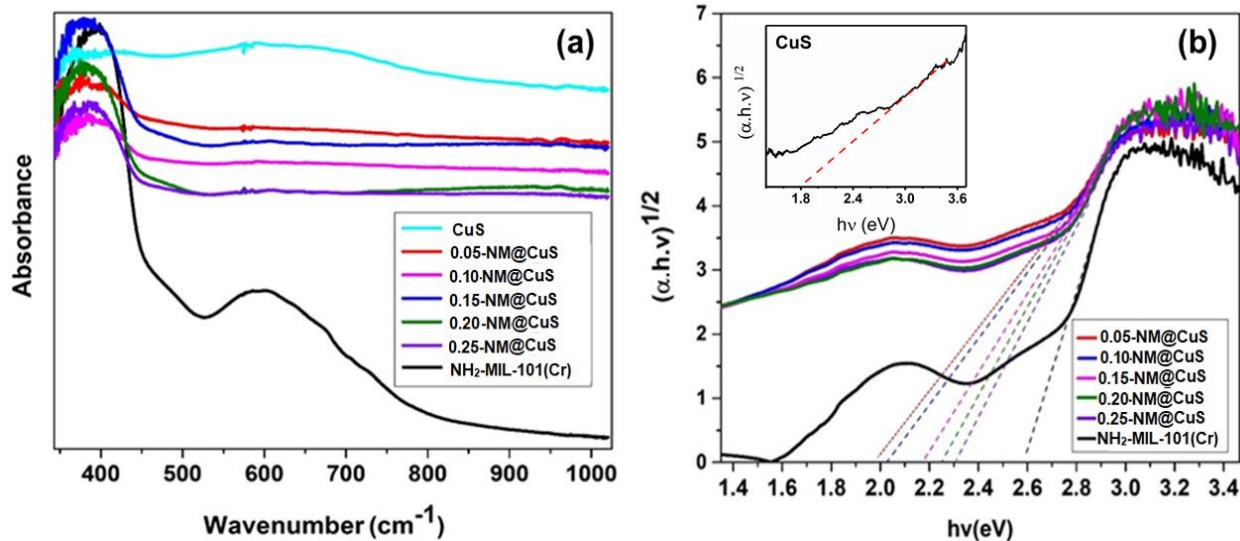 (a)
Absorbance
CuS
0.05-NM@CuS
0.10-NM@CuS
0.15-NM@CuS
0.20-NM@CuS
0.25-NM@CuS
NH₂-MIL-101(Cr)
400 500 600 700 800 900 1000
Wavenumber (cm⁻¹)
(b)
(α.h.ν)1/2
7
6
5
4
3
2
1
0
CuS
(α.h.ν) 1/2
1.8 2.4 3.0 3.6
hν (eV)
0.05-NM@CuS
0.10-NM@CuS
0.15-NM@CuS
0.20-NM@CuS
0.25-NM@CuS
NH₂-MIL-101(Cr)
1.4 1.6 1.8 2.0 2.2 2.4 2.6 2.8 3.0 3.2 3.4
hν(eV)